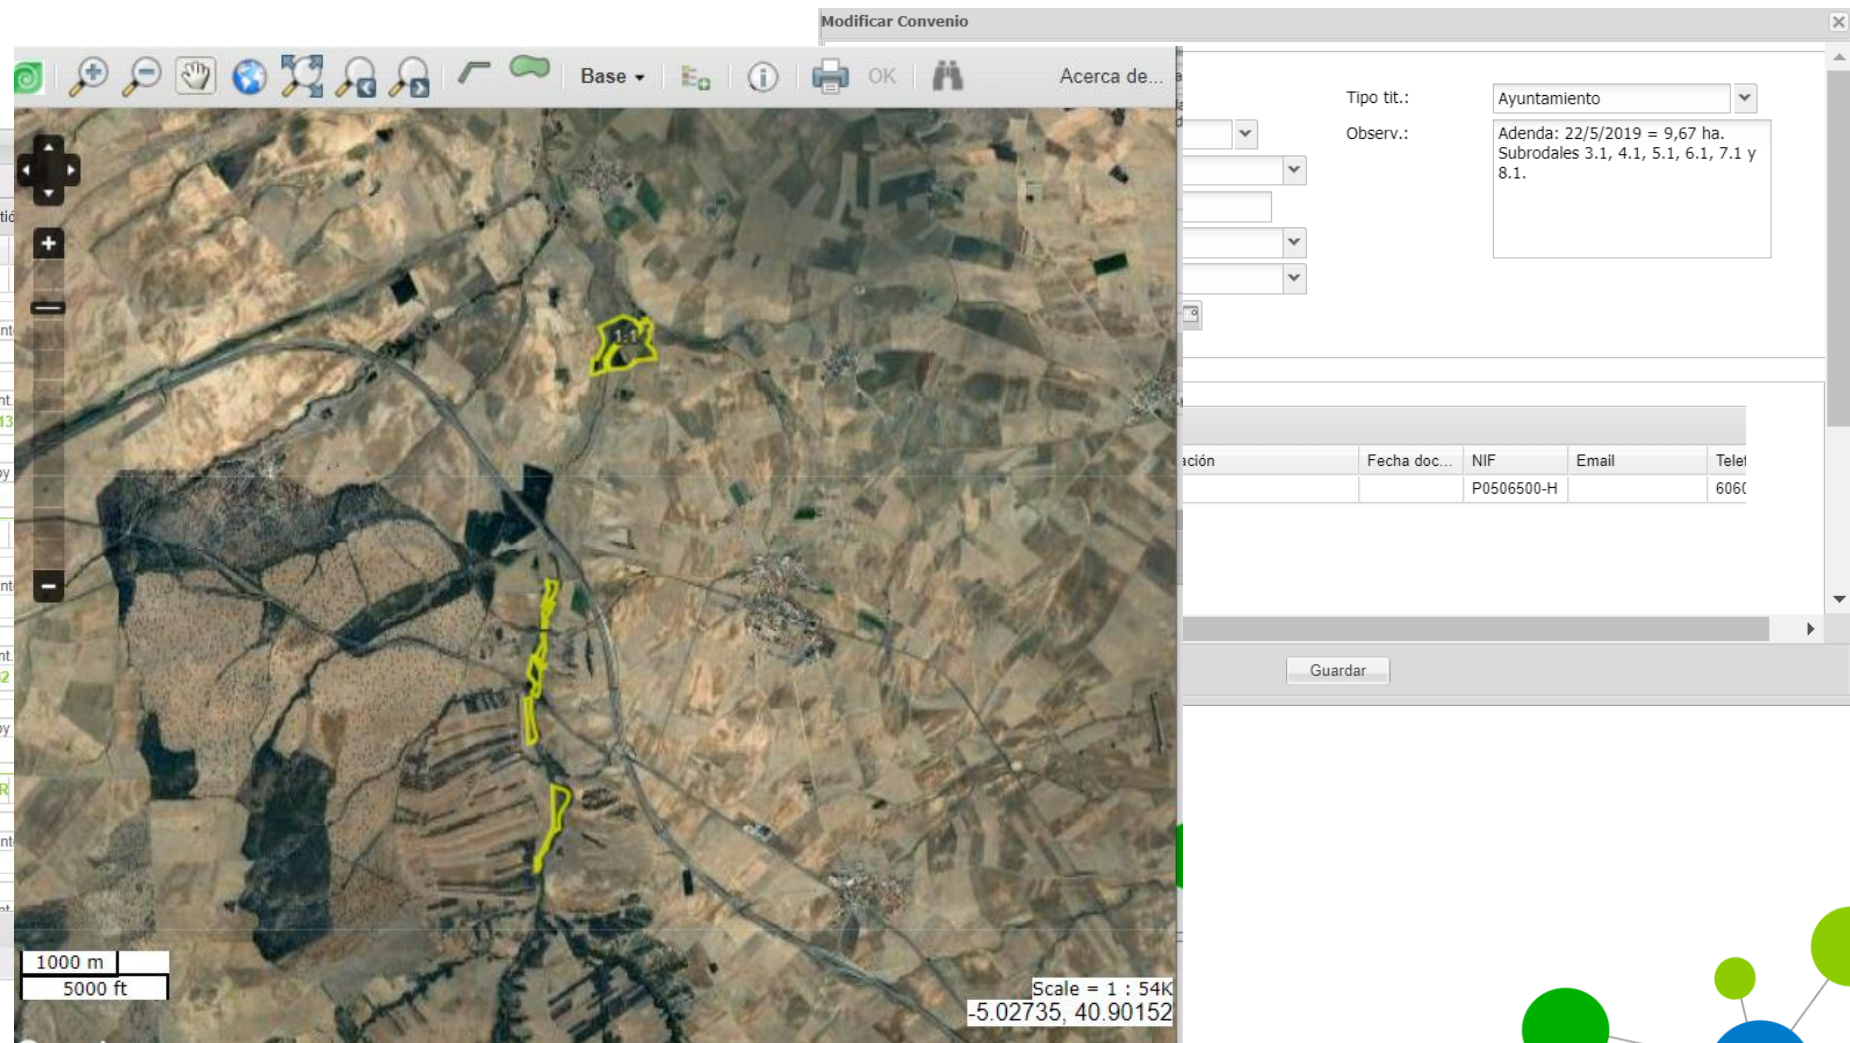 Modificar Convenio
Base
OK
Acerca de...
Tipo tit.:
Ayuntamiento
Observ.:
Adenda: 22/5/2019 = 9,67 ha.
Subrodales 3.1, 4.1, 5.1, 6.1, 7.1 y
8.1.
1.1
Fecha doc...
NIF
Email
P0506500-H
Guardar
1000 m
5000 ft
Scale = 1 : 54K
-5.02735, 40.90152